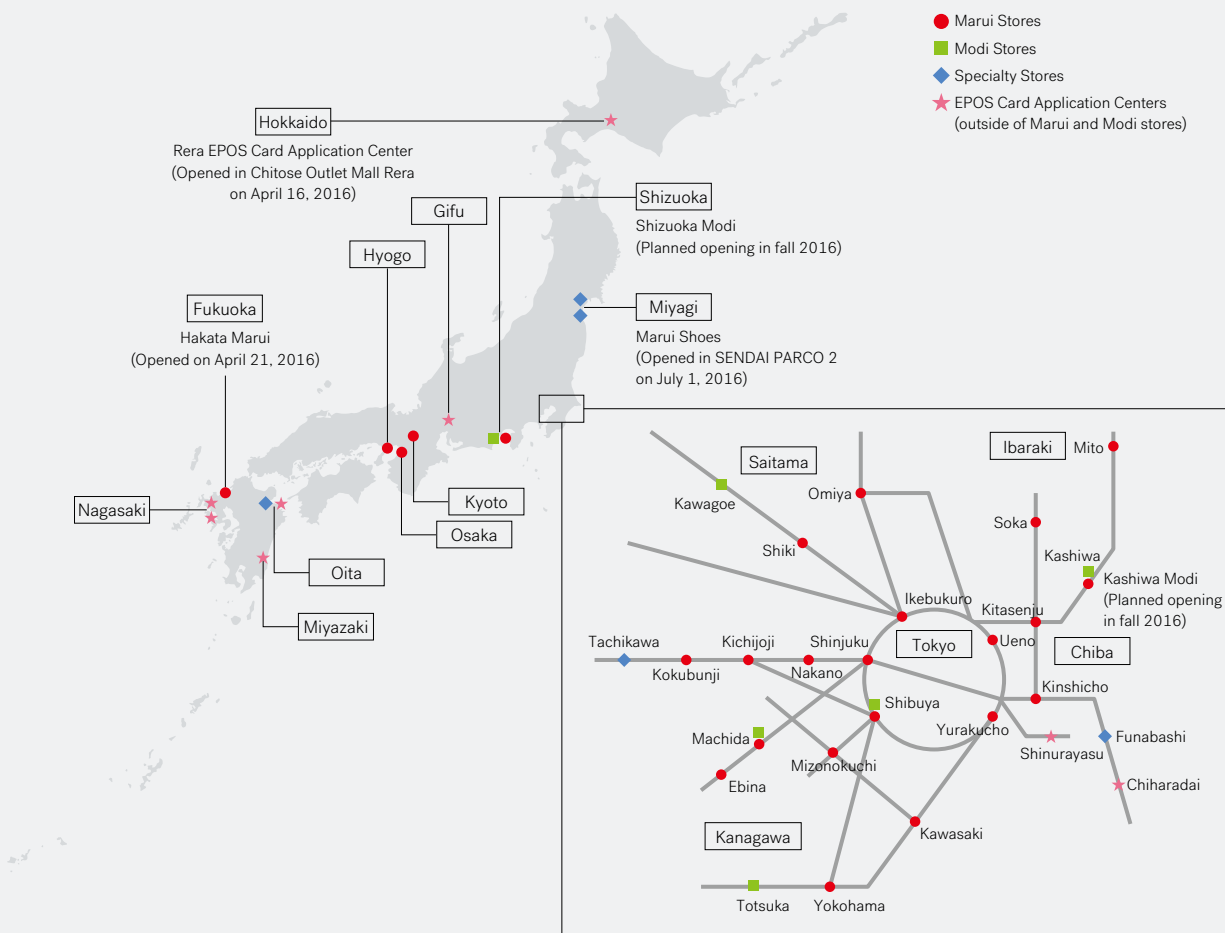 Marui Stores
Modi Stores
Specialty Stores
EPOS Card Application Centers
(outside of Marui and Modi stores)
Hokkaido
Rera EPOS Card Application Center
(Opened in Chitose Outlet Mall Rera
on April 16, 2016)
Gifu
Shizuoka
Shizuoka Modi
(Planned opening in fall 2016)
Hyogo
Fukuoka
Hakata Marui
(Opened on April 21, 2016)
Miyagi
Marui Shoes
(Opened in SENDAI PARCO 2
on July 1, 2016)
Nagasaki
Kyoto
Osaka
Oita
Miyazaki
Saitama
Ibaraki
Mito
Kawagoe
Omiya
Soka
Shiki
Kashiwa
Kashiwa Modi
(Planned opening
in fall 2016)
Ikebukuro
Kitasenju
Tachikawa
Kichijoji
Shinjuku
Tokyo
Ueno
Chiba
Kokubunji
Nakano
Kinshicho
Shibuya
Yurakucho
Machida
Mizonokuchi
Shinurayasu
Funabashi
Ebina
Chiharadai
Kanagawa
Kawasaki
Totsuka
Yokohama